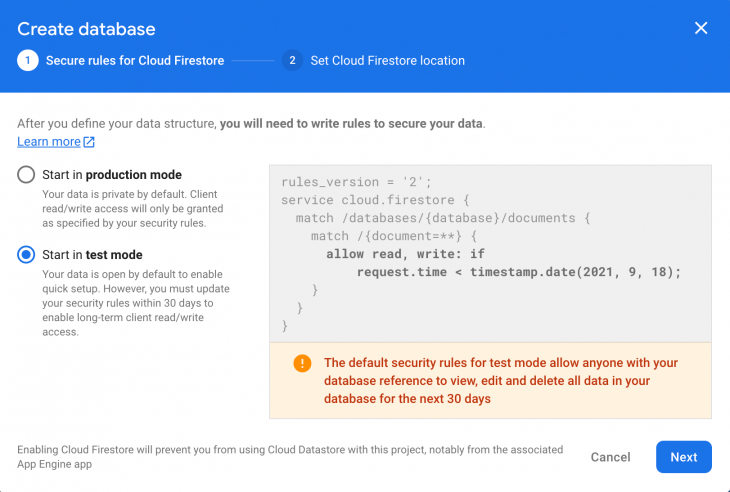 Create database
1 Secure rules for Cloud Firestore 2 Set Cloud Firestore location
After you define your data structure, you will need to write rules to secure your data.
Learn more
Start in production mode
Your data is private by default. Client
read/write access will only be granted
as specified by your security rules.
Start in test mode
Your data is open by default to enable
quick setup. However, you must update
your security rules within 30 days to
enable long-term client read/write
access.
rules_version = '2';
service cloud.firestore {
  match /databases/{database}/documents {
    match /{document=**} {
      allow read, write: if
          request.time < timestamp.date(2021, 9, 18);
    }
  }
}
The default security rules for test mode allow anyone with your
database reference to view, edit and delete all data in your
database for the next 30 days
Enabling Cloud Firestore will prevent you from using Cloud Datastore with this project, notably from the associated
App Engine app
Cancel
Next